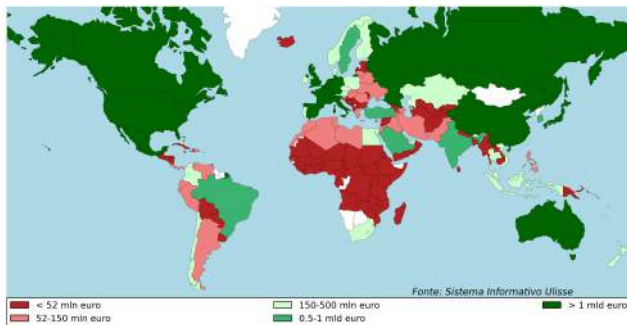 Fonte: Sistema Informativo Ulisse
< 52 mln euro
52-150 mln euro
150-500 mln euro
0.5-1 mld euro
> 1 mld euro